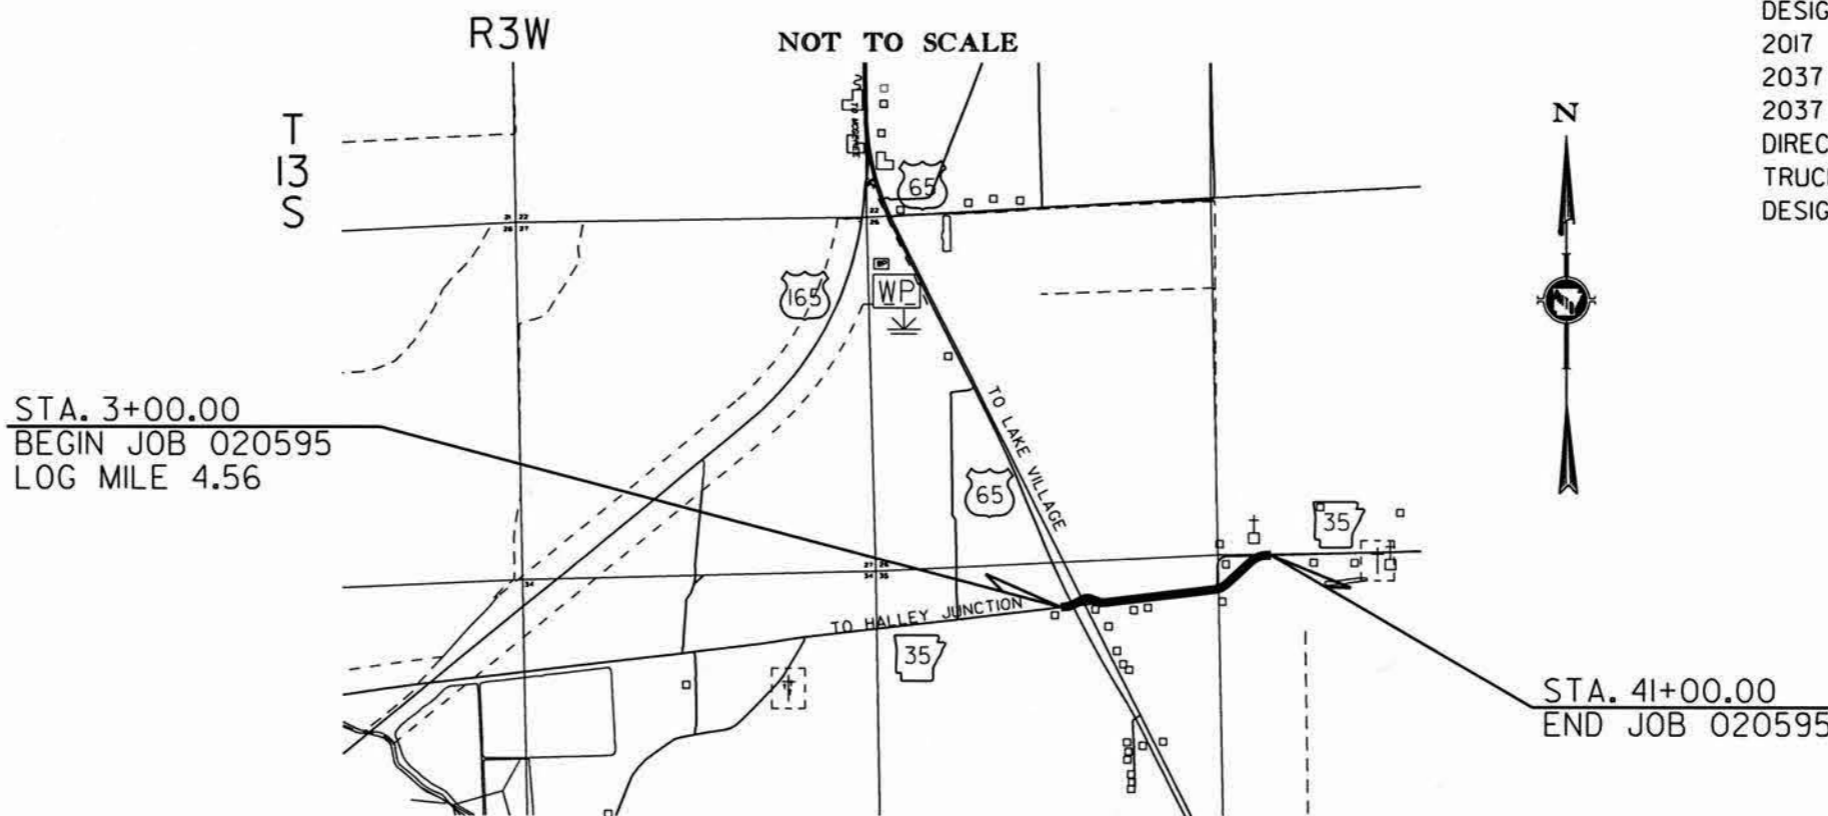 R3W
NOT TO SCALE
DESIG
2017
2037
2037
DIREC
TRUC
DESIG
T
13
S
N
65
165
WP
STA. 3+00.00
BEGIN JOB 020595
LOG MILE 4.56
TO LAKE VILLAGE
65
35
TO HALLEY JUNCTION
35
STA. 41+00.00
END JOB 020595